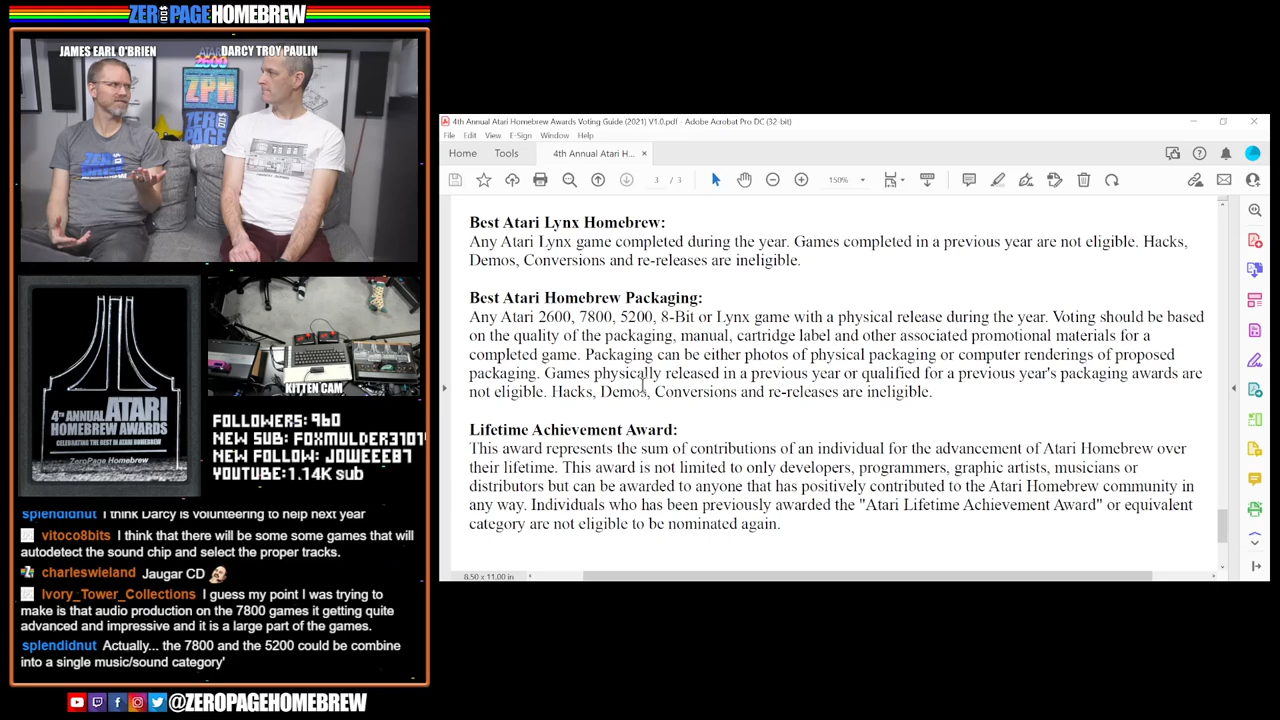 ZEROPAGE HOMEBREW
JAMES EARL O'BRIEN
DARCY TROY PAULIN
ATARI
2600
ZPH
ZERO
PAGE
4TH ANNUAL ATARI
HOMEBREW AWARDS
CELEBRATING THE BEST IN ATARI HOMEBREW
ZeroPage Homebrew
KITTEN CAM
FOLLOWERS: 960
NEW SUB: FOXMULDER3101
NEW FOLLOW: JOWEEE87
YOUTUBE:1.14K sub
splendidnut I think Darcy is volunteering to help next year
vitoco8bits I think that there will be some some games that will
autodetect the sound chip and select the proper tracks.
charleswieland Jaugar CD
Ivory_Tower_Collections I guess my point I was trying to
make is that audio production on the 7800 games it getting quite
advanced and impressive and it is a large part of the games.
splendidnut Actually... the 7800 and the 5200 could be combine
into a single music/sound category'
@ZEROPAGEHOMEBREW
4th Annual Atari Homebrew Awards Voting Guide (2021) V1.0.pdf - Adobe Acrobat Pro DC (32-bit)
File Edit View E-Sign Window Help
Home Tools 4th Annual Atari H... ×
3 / 3 150%
Best Atari Lynx Homebrew:
Any Atari Lynx game completed during the year. Games completed in a previous year are not eligible. Hacks,
Demos, Conversions and re-releases are ineligible.
Best Atari Homebrew Packaging:
Any Atari 2600, 7800, 5200, 8-Bit or Lynx game with a physical release during the year. Voting should be based
on the quality of the packaging, manual, cartridge label and other associated promotional materials for a
completed game. Packaging can be either photos of physical packaging or computer renderings of proposed
packaging. Games physically released in a previous year or qualified for a previous year's packaging awards are
not eligible. Hacks, Demos, Conversions and re-releases are ineligible.
Lifetime Achievement Award:
This award represents the sum of contributions of an individual for the advancement of Atari Homebrew over
their lifetime. This award is not limited to only developers, programmers, graphic artists, musicians or
distributors but can be awarded to anyone that has positively contributed to the Atari Homebrew community in
any way. Individuals who has been previously awarded the "Atari Lifetime Achievement Award" or equivalent
category are not eligible to be nominated again.
8.50 x 11.00 in